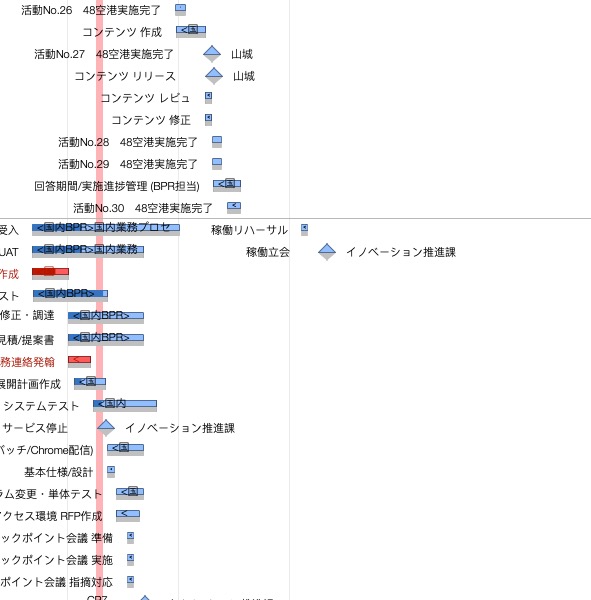 活動No.26　48空港実施完了
コンテンツ 作成 <国
活動No.27　48空港実施完了 山城
コンテンツ リリース 山城
コンテンツ レビュ <
コンテンツ 修正 <
活動No.28　48空港実施完了
活動No.29　48空港実施完了
回答期間/実施進捗管理 (BPR担当) <国
活動No.30　48空港実施完了 <
受入 <国内BPR>国内業務プロセ 稼働リハーサル <
UAT <国内BPR>国内業務 稼働立会 イノベーション推進課
作成
スト <国内BPR>
修正・調達 <国内BPR>
見積/提案書 <国内BPR>
務連絡発翰 <
展開計画作成 <国
システムテスト <国内
サービス停止 イノベーション推進課
バッチ/Chrome配信) <国
基本仕様/設計
ラム変更・単体テスト <国
アクセス環境 RFP作成 <
ックポイント会議 準備 <
ックポイント会議 実施 <
ポイント会議 指摘対応 <